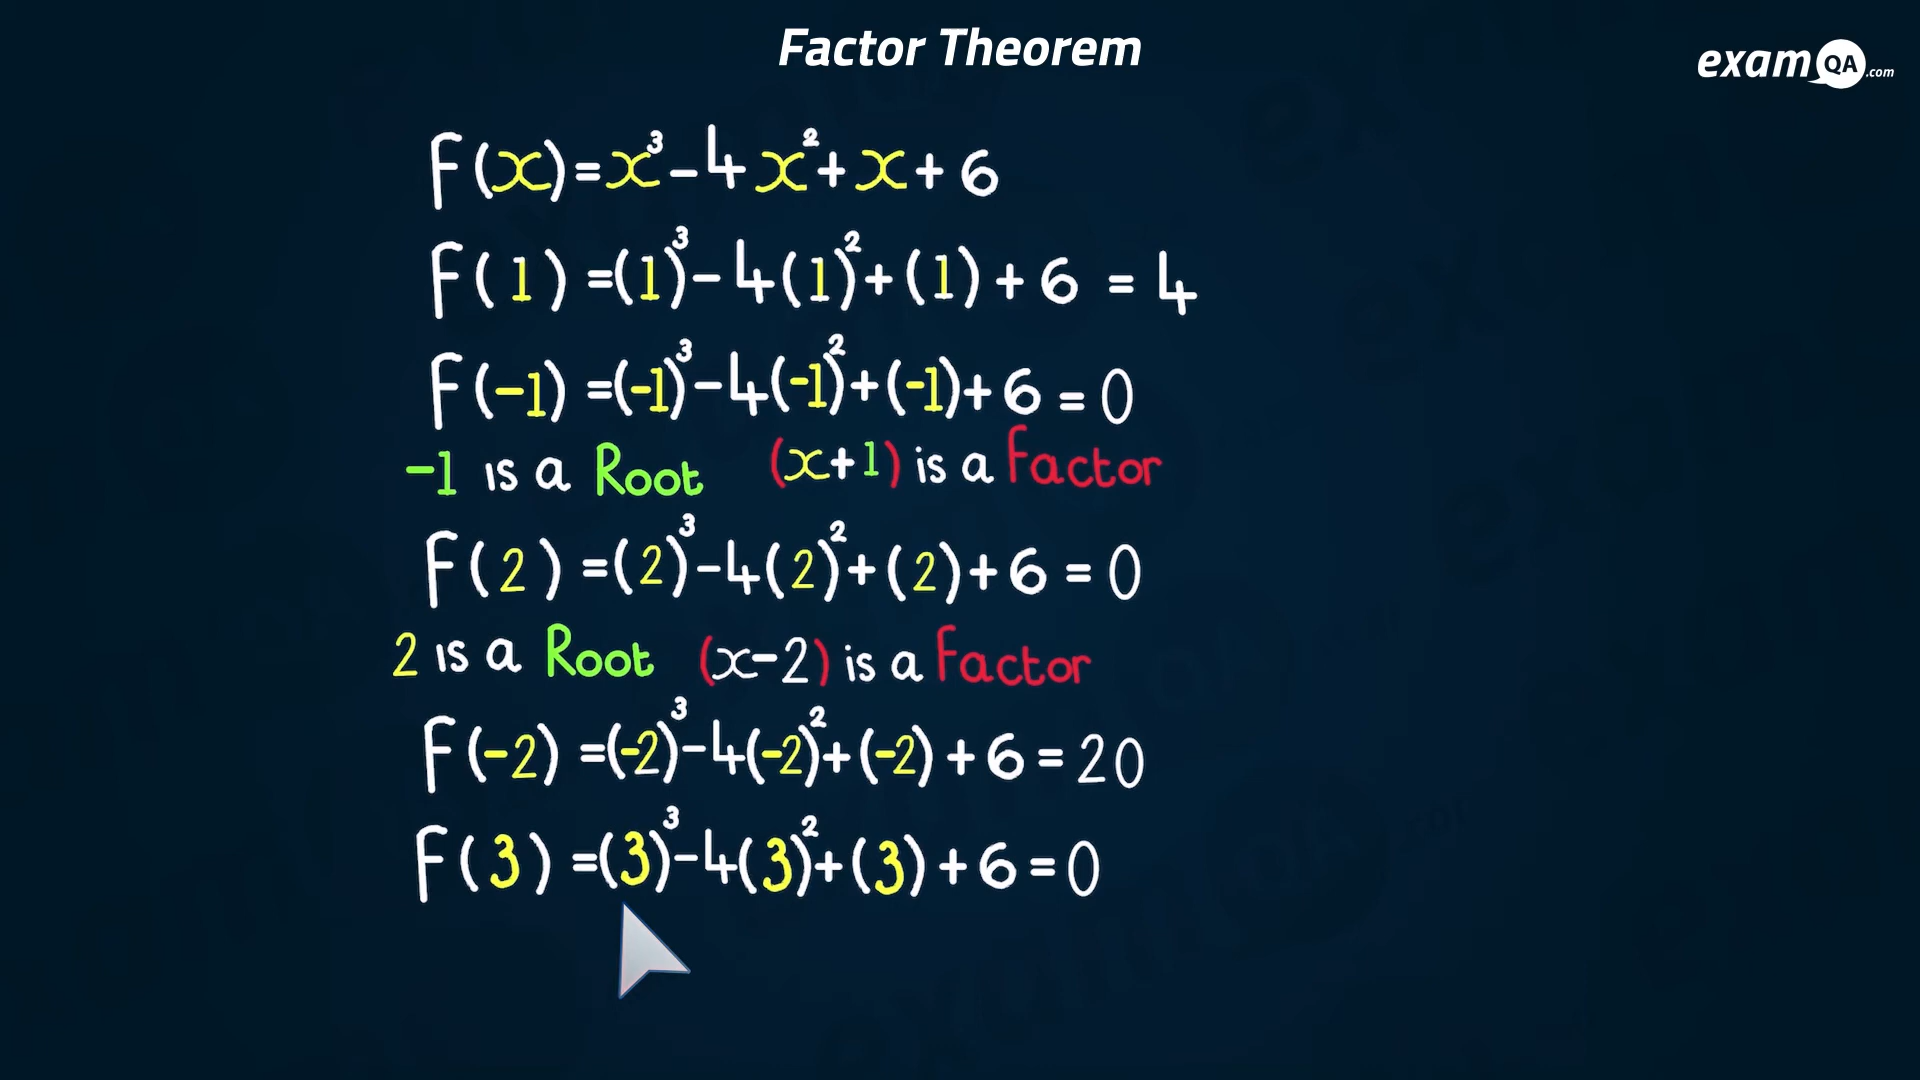 Factor Theorem
examQA.com
F(x)=x³-4x²+x+6
F(1)=(1)³-4(1)²+(1)+6=4
F(-1)=(-1)³-4(-1)²+(-1)+6=0
-1 is a Root (x+1) is a Factor
F(2)=(2)³-4(2)²+(2)+6=0
2 is a Root (x-2) is a Factor
F(-2)=(-2)³-4(-2)²+(-2)+6=20
F(3)=(3)³-4(3)²+(3)+6=0